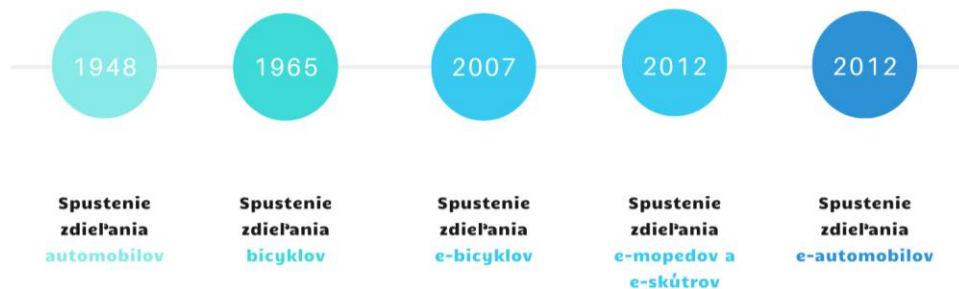 1948
1965
2007
2012
2012
Spustenie
zdieľania
automobilov
Spustenie
zdieľania
bicyklov
Spustenie
zdieľania
e-bicyklov
Spustenie
zdieľania
e-mopedov a
e-skútrov
Spustenie
zdieľania
e-automobilov